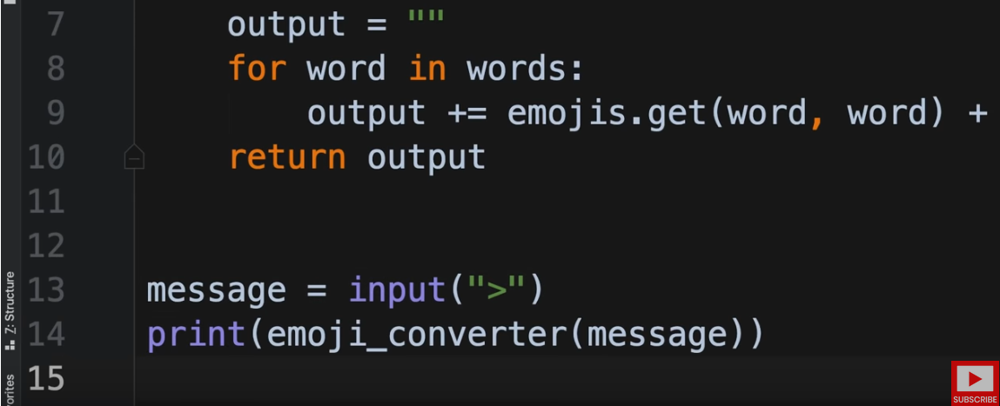 7 output = ""
8 for word in words:
9 output += emojis.get(word, word) +
10 return output
11
12
13 message = input(">")
14 print(emoji_converter(message))
15
Z: Structure
orites
SUBSCRIBE